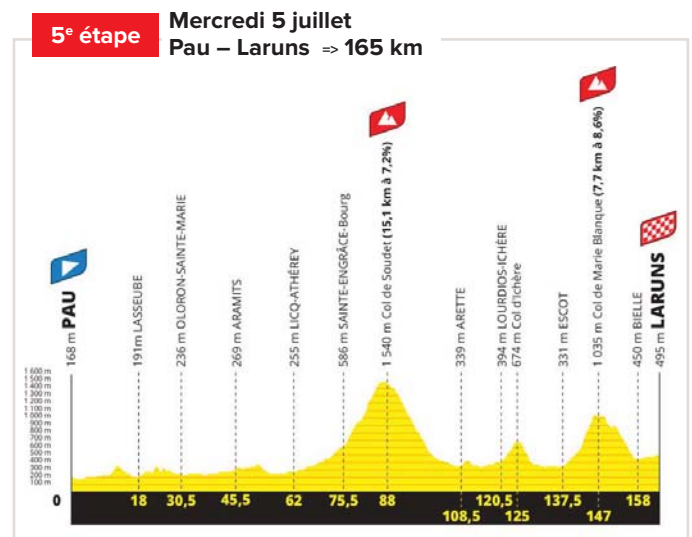 5e étape
Mercredi 5 juillet
Pau – Laruns => 165 km
168 m PAU
191m LASSEUBE
236 m OLORON-SAINTE-MARIE
269 m ARAMITS
255 m LICQ-ATHÉREY
586 m SAINTE-ENGRÂCE-Bourg
1 540 m Col de Soudet (15,1 km à 7,2%)
339 m ARETTE
394 m LOURDIOS-ICHÈRE
674 m Col d'Ichère
331 m ESCOT
1 035 m Col de Marie Blanque (7,7 km à 8,6%)
450 m BIELLE
495 m LARUNS
1 600 m
1 500 m
1 400 m
1 300 m
1 200 m
1 100 m
1 000 m
900 m
800 m
700 m
600 m
500 m
400 m
300 m
200 m
100 m
0 18 30,5 45,5 62 75,5 88 120,5 137,5 158
108,5 125 147